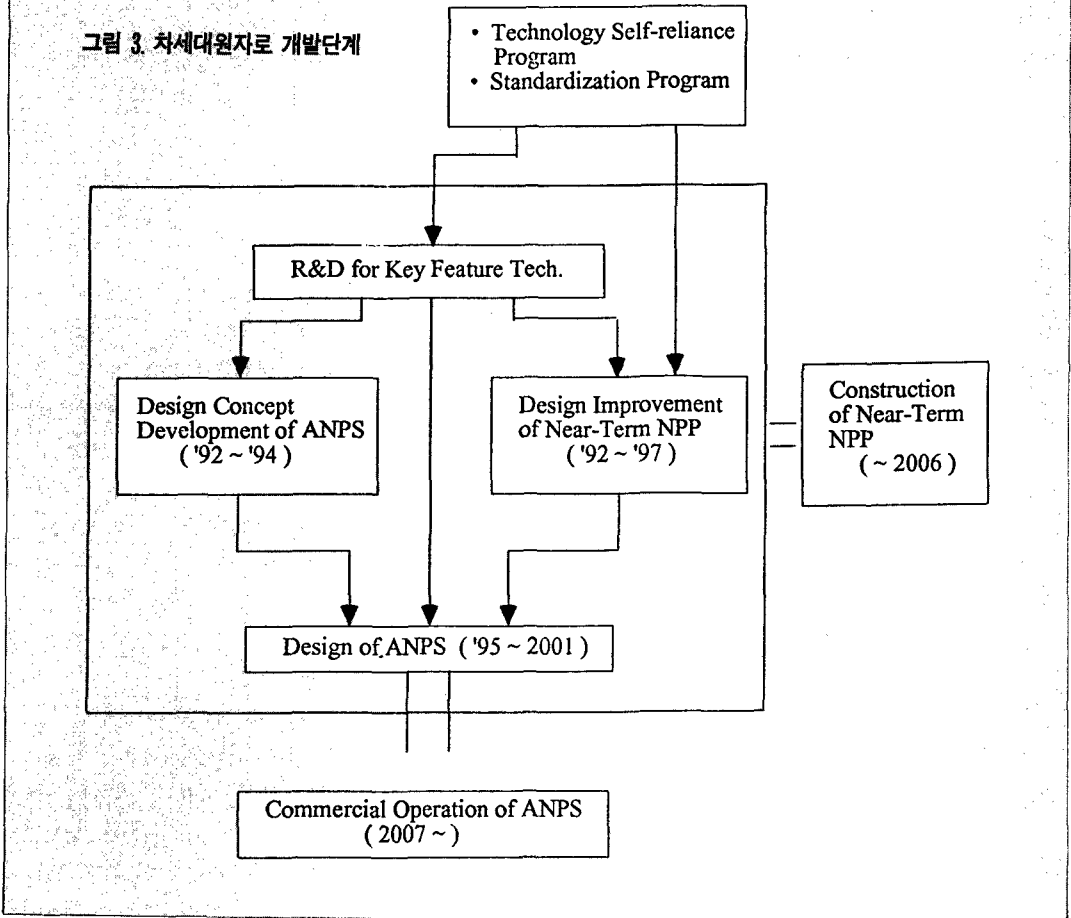 그림 3. 차세대원자로 개발단계
• Technology Self-reliance
Program
• Standardization Program
R&D for Key Feature Tech.
Design Concept
Development of ANPS
( '92 ~ '94 )
Design Improvement
of Near-Term NPP
( '92 ~ '97 )
Construction
of Near-Term
NPP
( ~ 2006 )
Design of ANPS ( '95 ~ 2001 )
Commercial Operation of ANPS
( 2007 ~ )